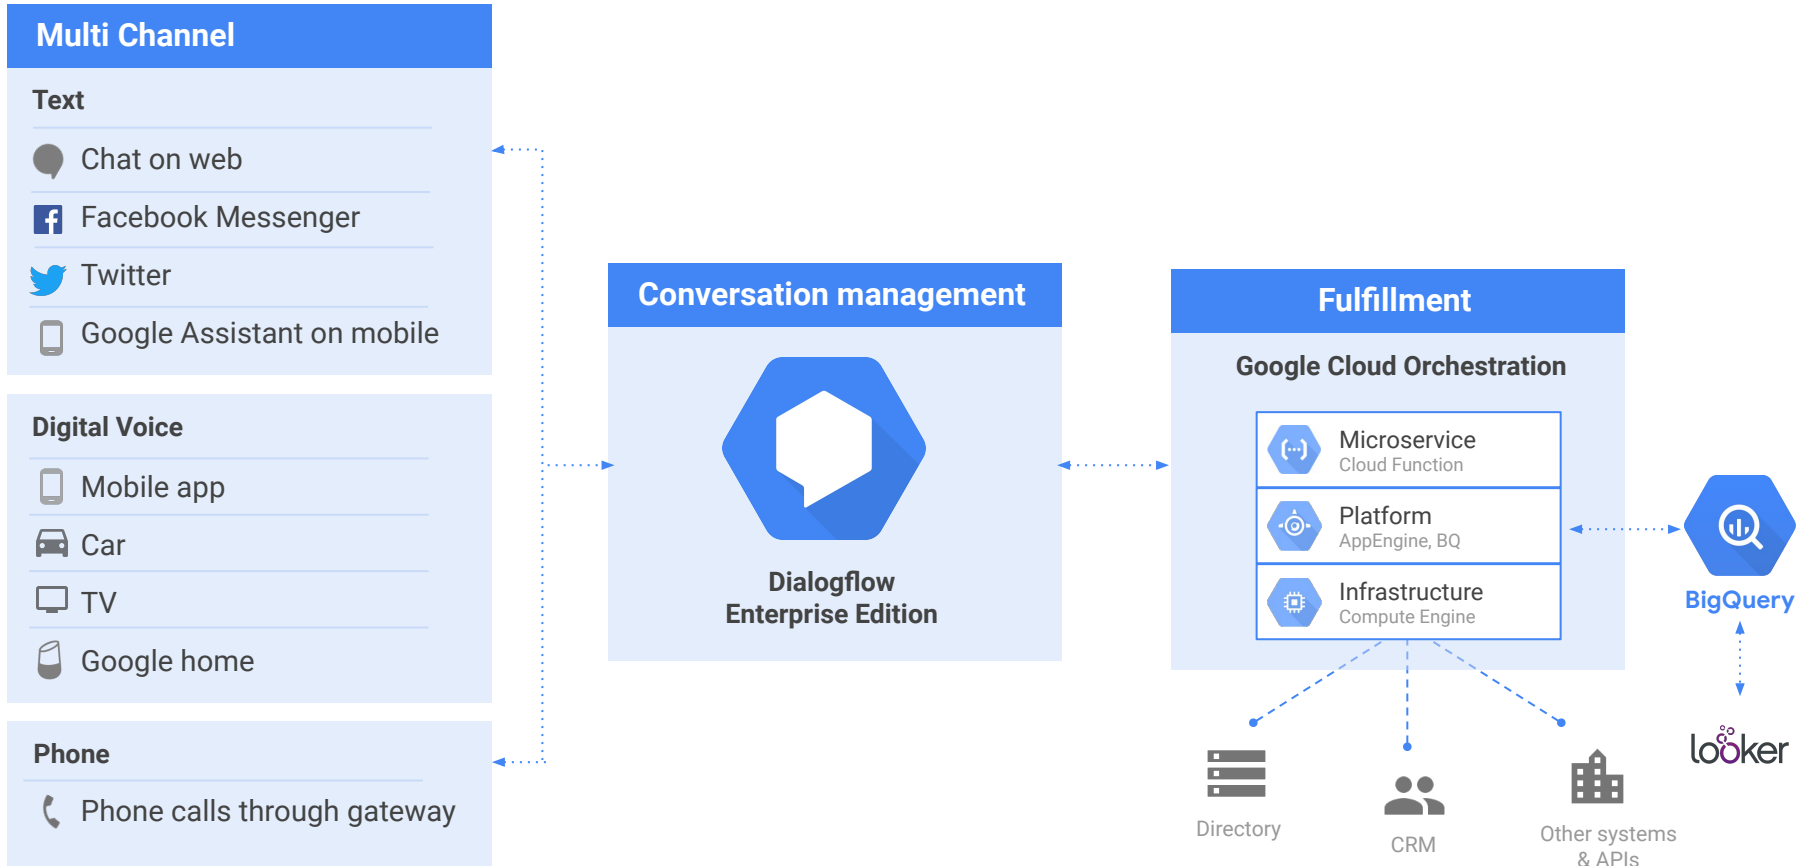 Multi Channel
Text
Chat on web
Facebook Messenger
Twitter
Google Assistant on mobile
Digital Voice
Mobile app
Car
TV
Google home
Phone
Phone calls through gateway
Conversation management
Dialogflow
Enterprise Edition
Fulfillment
Google Cloud Orchestration
Microservice
Cloud Function
Platform
AppEngine, BQ
Infrastructure
Compute Engine
Directory
CRM
Other systems
& APIs
BigQuery
looker